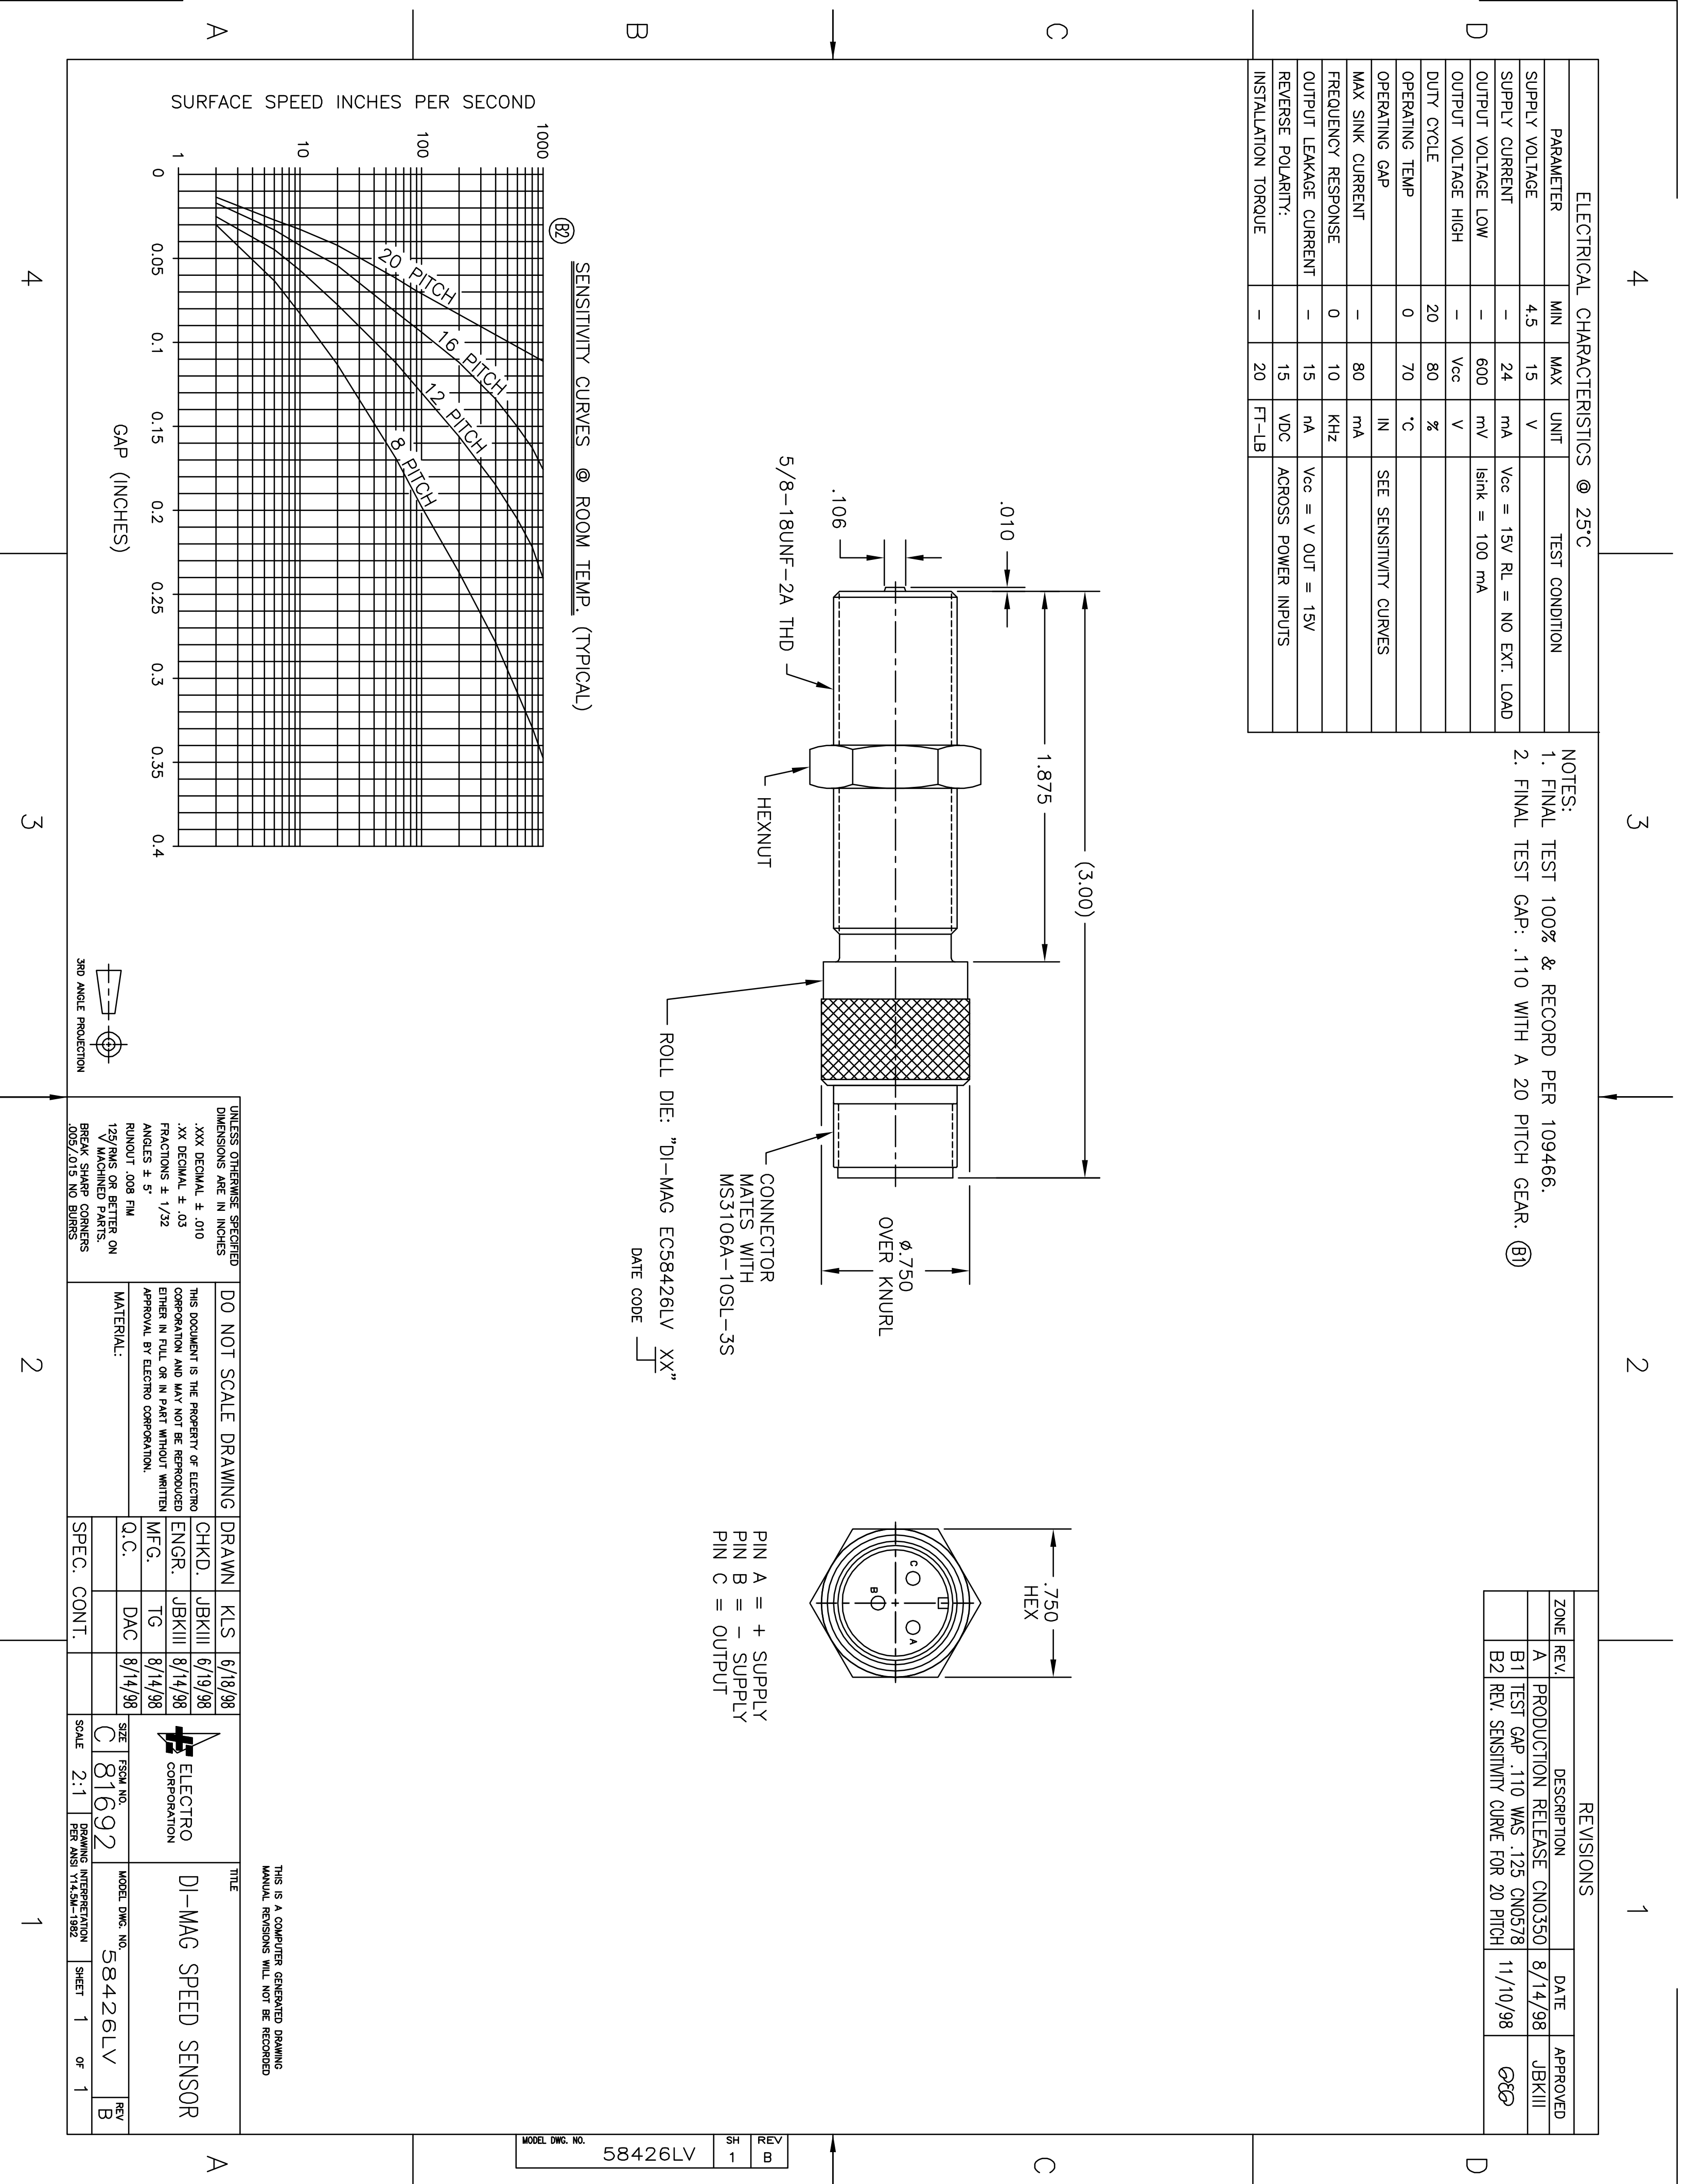 4
3
2
1
D
C
B
A
ELECTRICAL CHARACTERISTICS @ 25°C
PARAMETER MIN MAX UNIT TEST CONDITION
SUPPLY VOLTAGE 4.5 15 V
SUPPLY CURRENT – 24 mA Vcc = 15V RL = NO EXT. LOAD
OUTPUT VOLTAGE LOW – 600 mV Isink = 100 mA
OUTPUT VOLTAGE HIGH – Vcc V
DUTY CYCLE 20 80 %
OPERATING TEMP 0 70 °C
OPERATING GAP IN SEE SENSITIVITY CURVES
MAX SINK CURRENT – 80 mA
FREQUENCY RESPONSE 0 10 KHz
OUTPUT LEAKAGE CURRENT – 15 nA Vcc = V OUT = 15V
REVERSE POLARITY: 15 VDC ACROSS POWER INPUTS
INSTALLATION TORQUE – 20 FT-LB
NOTES:
1. FINAL TEST 100% & RECORD PER 109466.
2. FINAL TEST GAP: .110 WITH A 20 PITCH GEAR. B1
REVISIONS
ZONE REV. DESCRIPTION DATE APPROVED
A PRODUCTION RELEASE CN0350 8/14/98 JBKIII
B1 TEST GAP .110 WAS .125 CN0578 11/10/98
B2 REV. SENSITIVITY CURVE FOR 20 PITCH
(3.00)
1.875
.010
.106
5/8-18UNF-2A THD
HEXNUT
Ø.750
OVER KNURL
CONNECTOR
MATES WITH
MS3106A-10SL-3S
ROLL DIE: "DI-MAG EC58426LV XX"
DATE CODE
.750
HEX
C
A
B
PIN A = + SUPPLY
PIN B = – SUPPLY
PIN C = OUTPUT
B2
SENSITIVITY CURVES @ ROOM TEMP. (TYPICAL)
SURFACE SPEED INCHES PER SECOND
1000
100
10
1
20 PITCH
16 PITCH
12 PITCH
8 PITCH
0 0.05 0.1 0.15 0.2 0.25 0.3 0.35 0.4
GAP (INCHES)
3RD ANGLE PROJECTION
THIS IS A COMPUTER GENERATED DRAWING
MANUAL REVISIONS WILL NOT BE RECORDED
UNLESS OTHERWISE SPECIFIED
DIMENSIONS ARE IN INCHES
.XXX DECIMAL ± .010
.XX DECIMAL ± .03
FRACTIONS ± 1/32
ANGLES ± 5°
RUNOUT .008 FIM
125/RMS OR BETTER ON
MACHINED PARTS.
BREAK SHARP CORNERS
.005/.015 NO BURRS
DO NOT SCALE DRAWING
THIS DOCUMENT IS THE PROPERTY OF ELECTRO
CORPORATION AND MAY NOT BE REPRODUCED
EITHER IN FULL OR IN PART WITHOUT WRITTEN
APPROVAL BY ELECTRO CORPORATION.
MATERIAL:
DRAWN KLS 6/18/98
CHKD. JBKIII 6/19/98
ENGR. JBKIII 8/14/98
MFG. TG 8/14/98
Q.C. DAC 8/14/98
SPEC. CONT.
ELECTRO
CORPORATION
TITLE
DI-MAG SPEED SENSOR
SIZE
C
FSCM NO.
81692
MODEL DWG. NO.
58426LV
REV
B
SCALE 2:1
DRAWING INTERPRETATION
PER ANSI Y14.5M-1982
SHEET 1 OF 1
MODEL DWG. NO.
58426LV
SH
1
REV
B
4
3
2
1
D
C
A